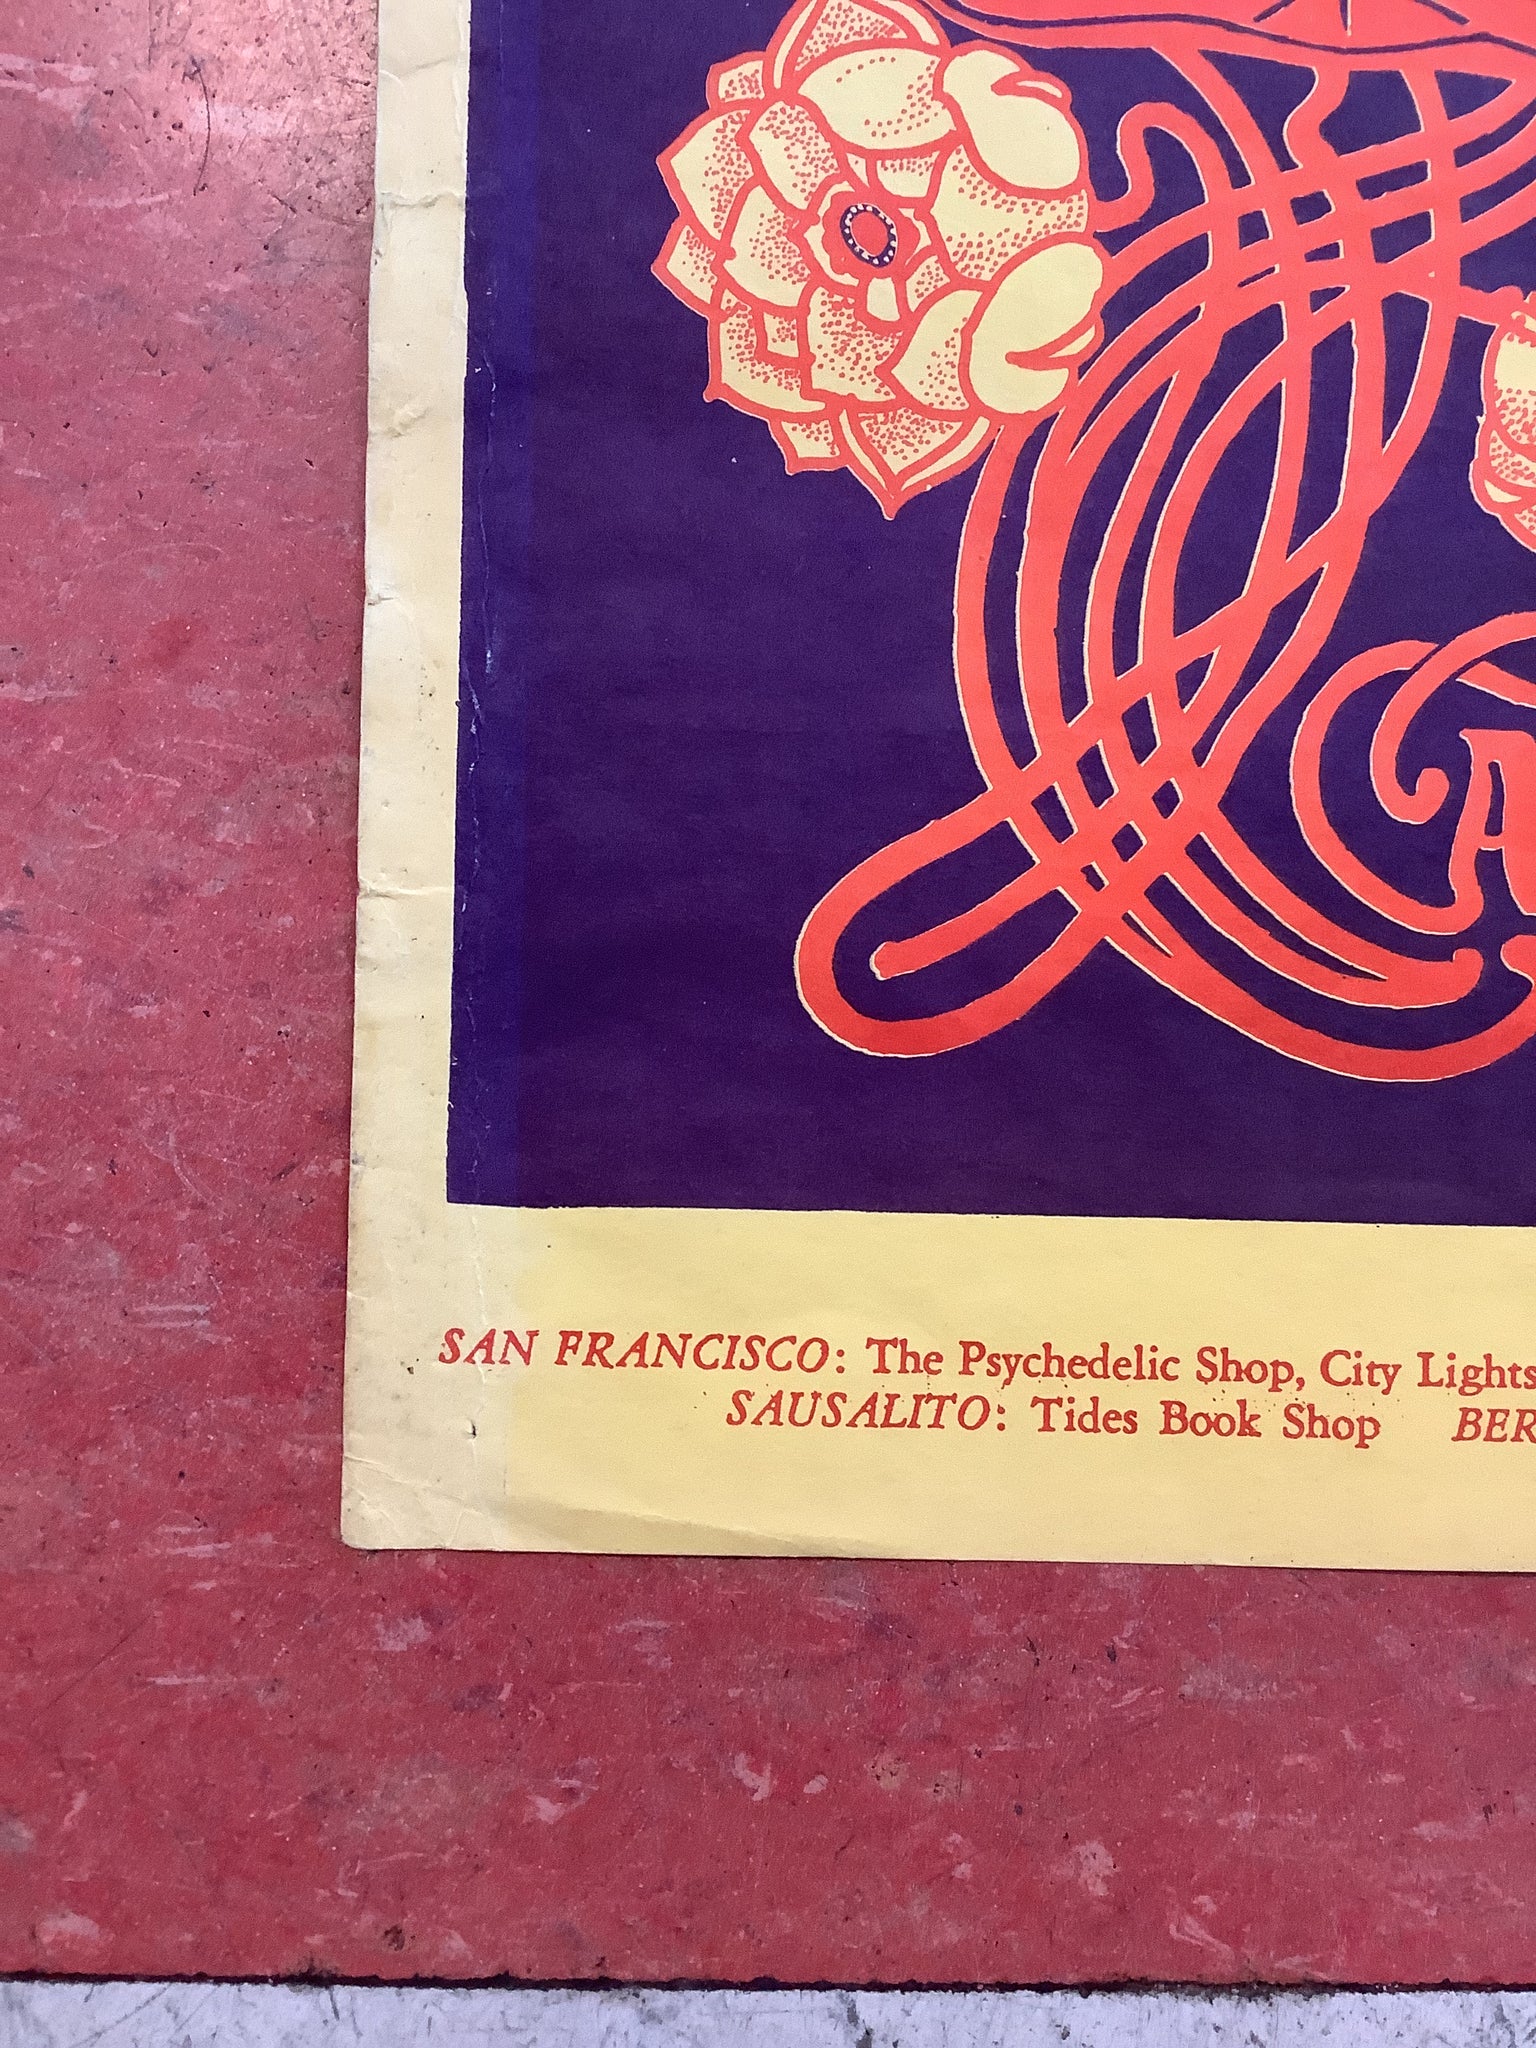 SAN FRANCISCO: The Psychedelic Shop, City Lights
SAUSALITO: Tides Book Shop